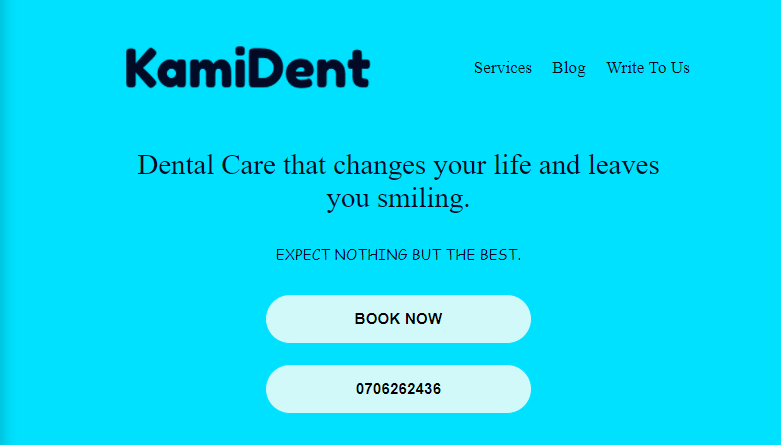 KamiDent
Services Blog Write To Us
Dental Care that changes your life and leaves
you smiling.
EXPECT NOTHING BUT THE BEST.
BOOK NOW
0706262436